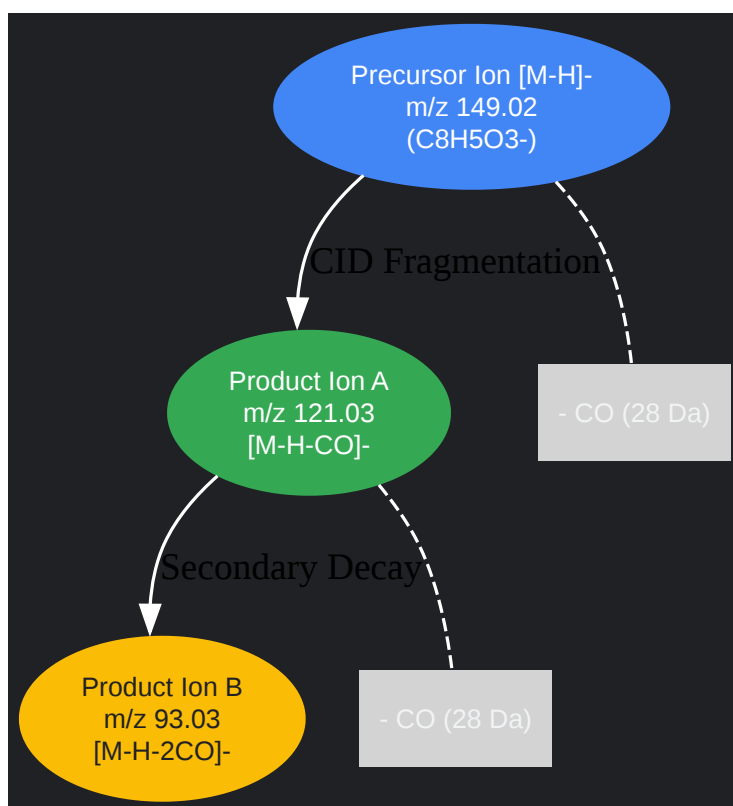 Precursor Ion [M-H]-
m/z 149.02
(C8H5O3-)
CID Fragmentation
Product Ion A
m/z 121.03
[M-H-CO]-
- CO (28 Da)
Secondary Decay
Product Ion B
m/z 93.03
[M-H-2CO]-
- CO (28 Da)